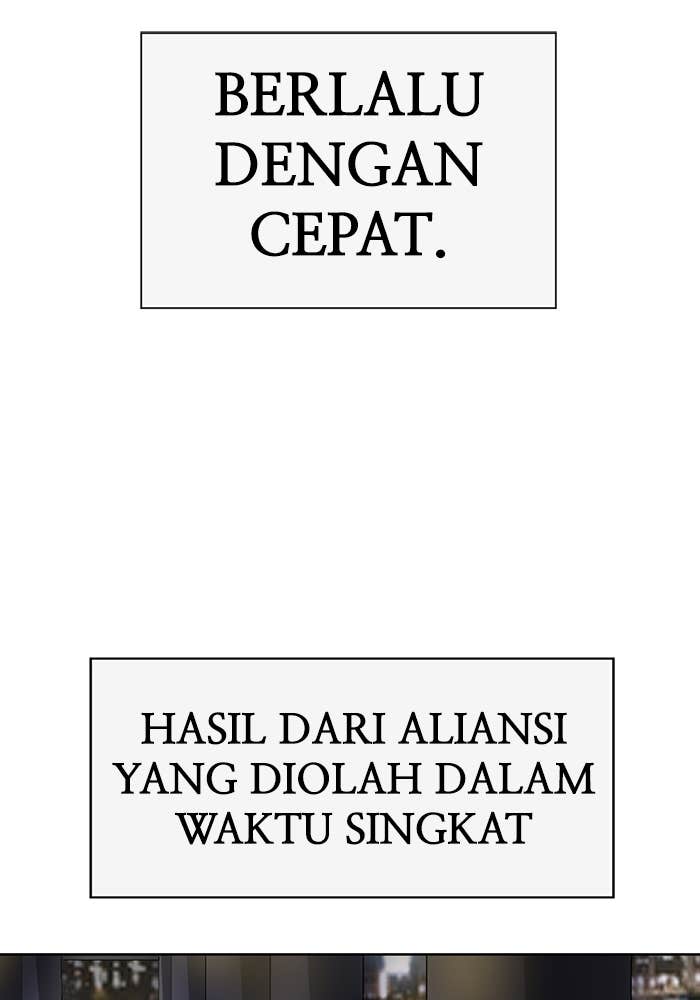 BERLALU
DENGAN
CEPAT.
HASIL DARI ALIANSI
YANG DIOLAH DALAM
WAKTU SINGKAT